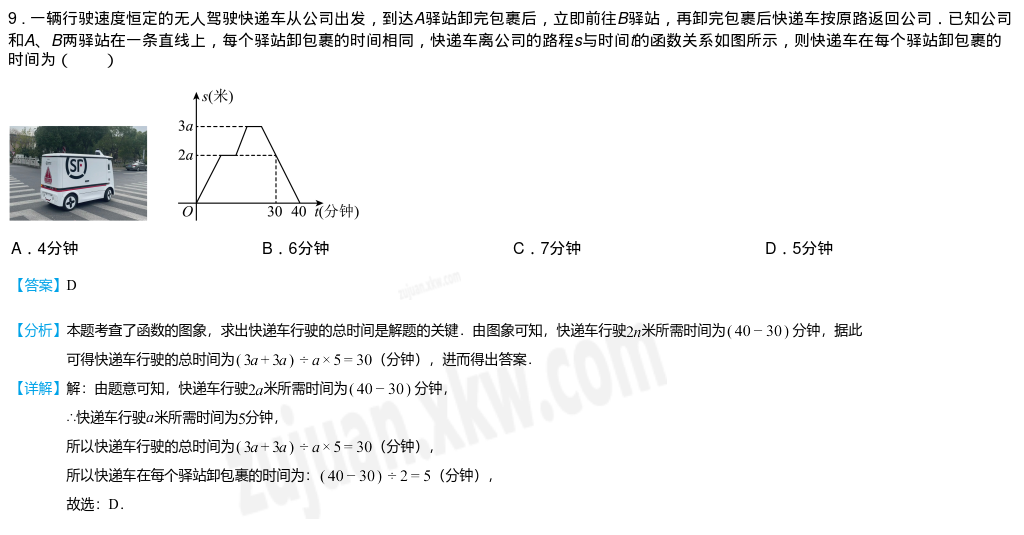 9．一辆行驶速度恒定的无人驾驶快递车从公司出发，到达A驿站卸完包裹后，立即前往B驿站，再卸完包裹后快递车按原路返回公司．已知公司
和A、B两驿站在一条直线上，每个驿站卸包裹的时间相同，快递车离公司的路程s与时间t的函数关系如图所示，则快递车在每个驿站卸包裹的
时间为（　　）
SF
s(米)
3a
2a
O 30 40 t(分钟)
A．4分钟 B．6分钟 C．7分钟 D．5分钟
【答案】D
zujuan.xkw.com
【分析】本题考查了函数的图象，求出快递车行驶的总时间是解题的关键．由图象可知，快递车行驶2n米所需时间为(40－30)分钟，据此
可得快递车行驶的总时间为(3a+3a)÷a×5=30（分钟），进而得出答案．
【详解】解：由题意可知，快递车行驶2a米所需时间为(40－30)分钟，
∴快递车行驶a米所需时间为5分钟，
所以快递车行驶的总时间为(3a+3a)÷a×5=30（分钟），
所以快递车在每个驿站卸包裹的时间为：(40－30)÷2=5（分钟），
故选：D．
zujuan.xkw.com